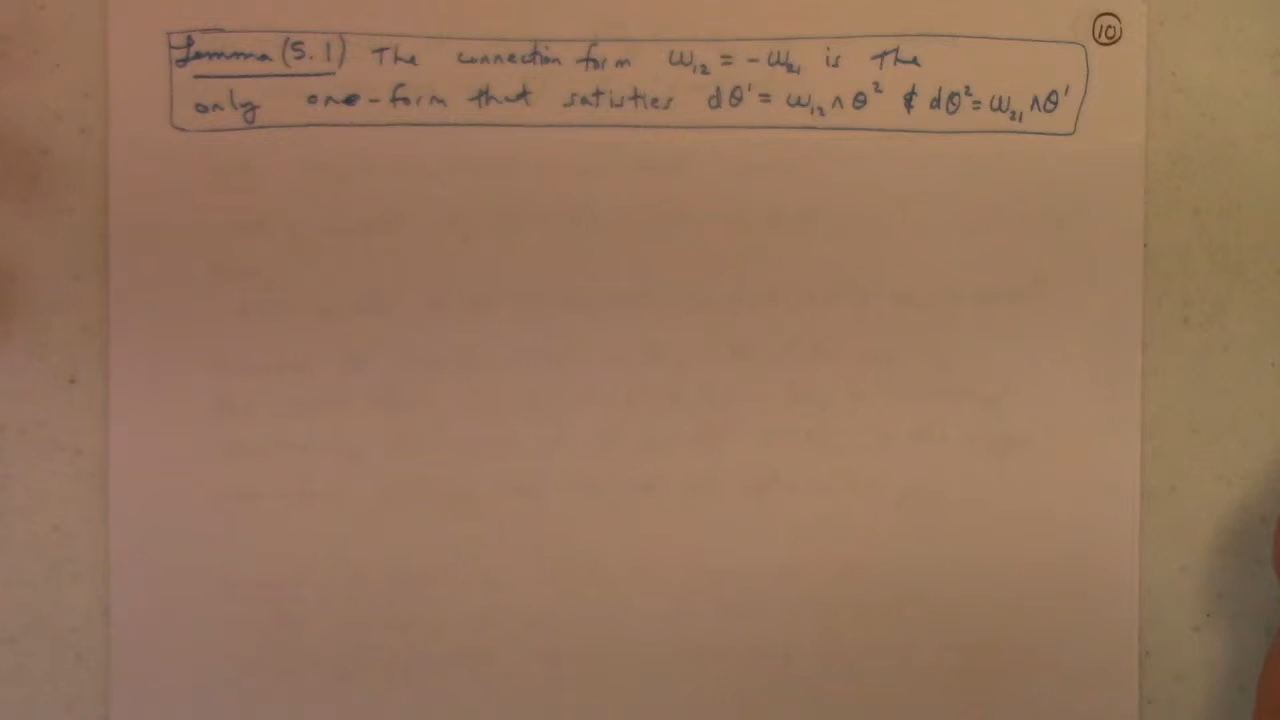 10
Lemma (5.1) The connection form ω₁₂ = -ω₂₁ is the
only one-form that satisfies dθ¹ = ω₁₂ ∧ θ² & dθ² = ω₂₁ ∧ θ¹